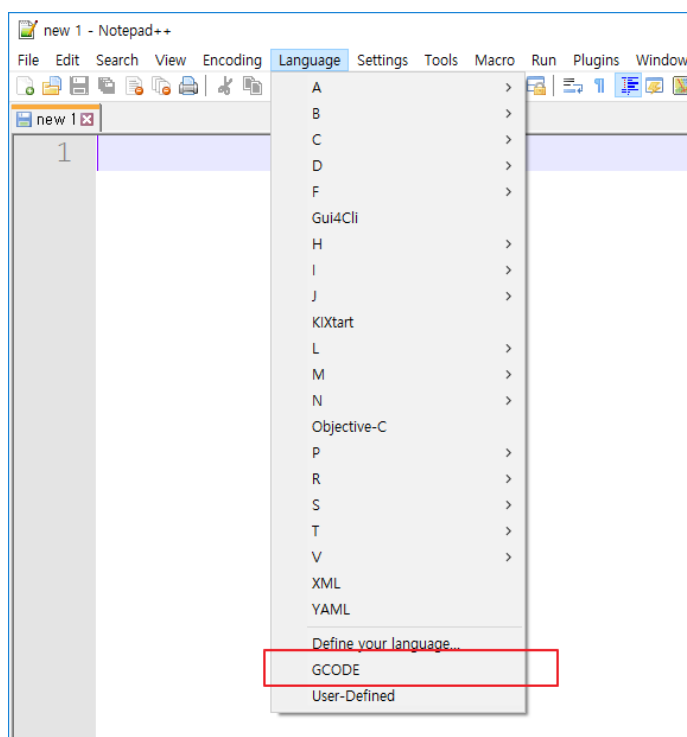 new 1 - Notepad++
File Edit Search View Encoding Language Settings Tools Macro Run Plugins Window
new 1
1
A
B
C
D
F
Gui4Cli
H
I
J
KIXtart
L
M
N
Objective-C
P
R
S
T
V
XML
YAML
Define your language...
GCODE
User-Defined